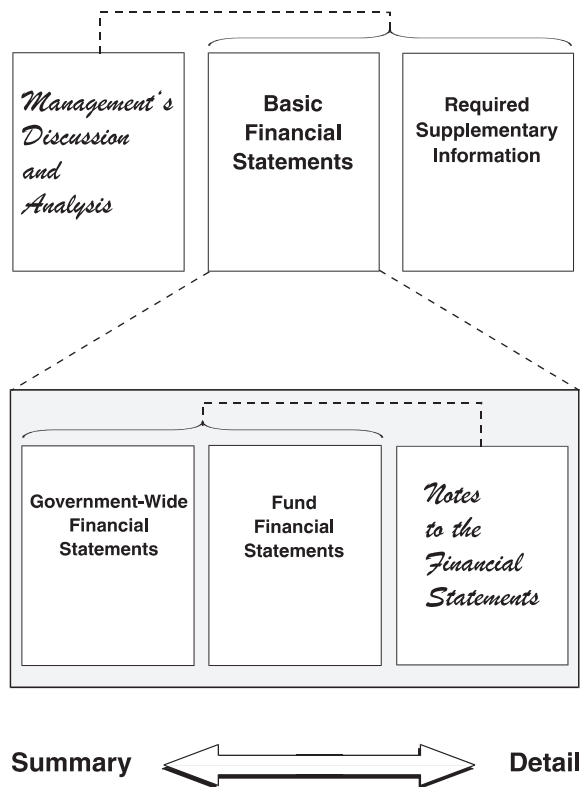 Management's
Discussion
and
Analysis
Basic
Financial
Statements
Required
Supplementary
Information
Government-Wide
Financial
Statements
Fund
Financial
Statements
Notes
to the
Financial
Statements
Summary
Detail